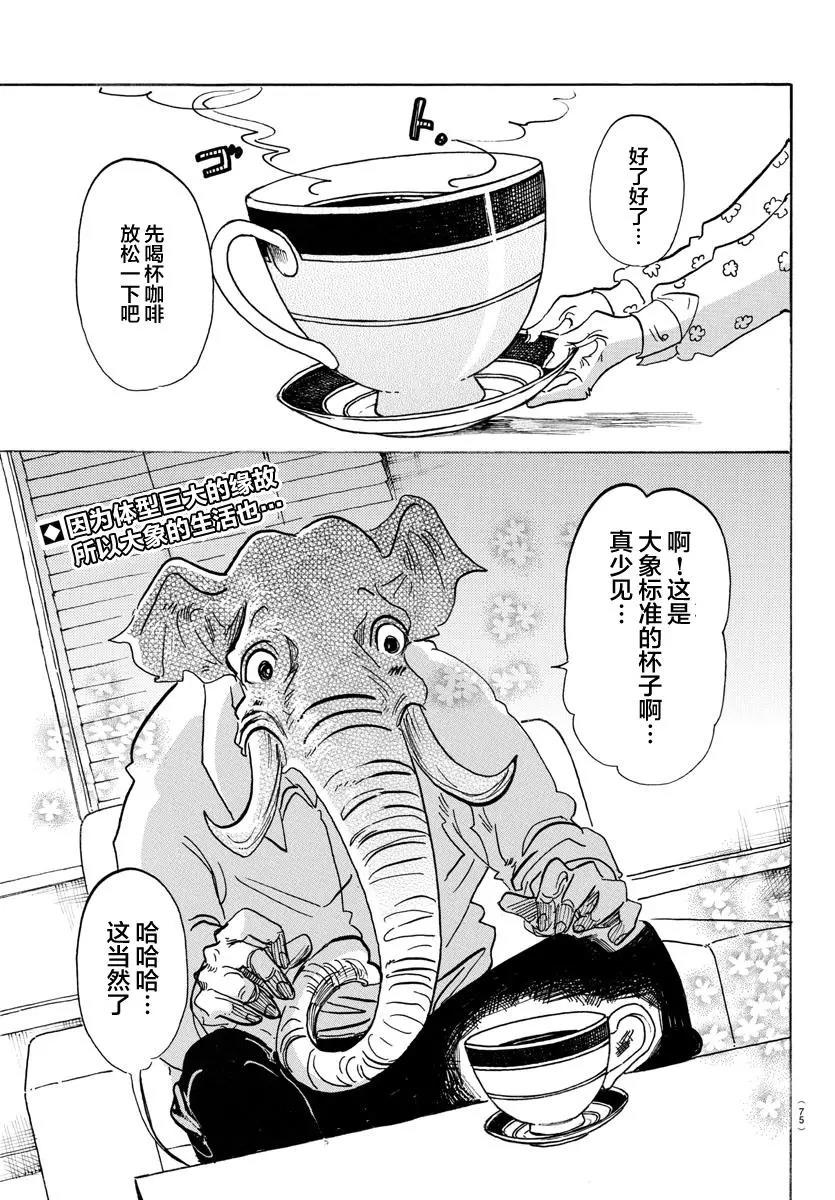 好了好了…
ゴ
ト。
先喝杯咖啡
放松一下吧
因为体型巨大的缘故
所以大象的生活也…
啊！这是
大象标准的杯子啊…
真少见…
哈哈哈…
这当然了
75